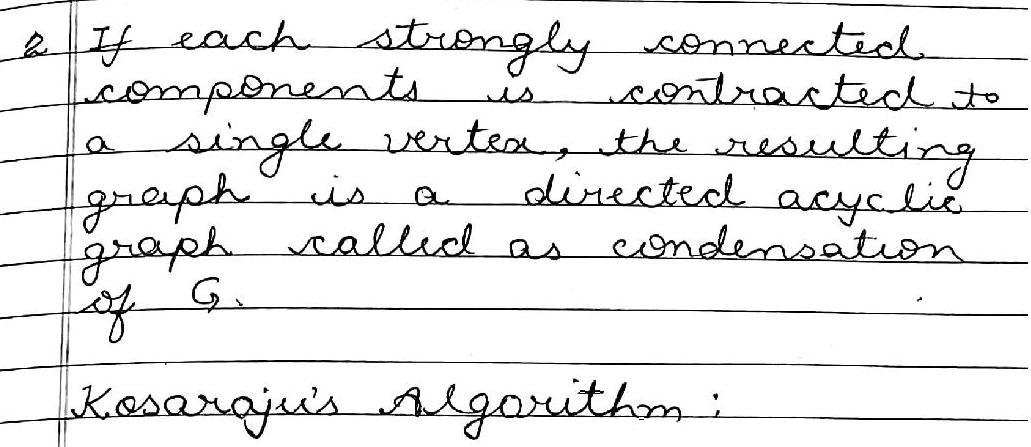 2 If each strongly connected
components is contracted to
a single vertex, the resulting
graph is a directed acyclic
graph called as condensation
of G.
Kosaraju's Algorithm :